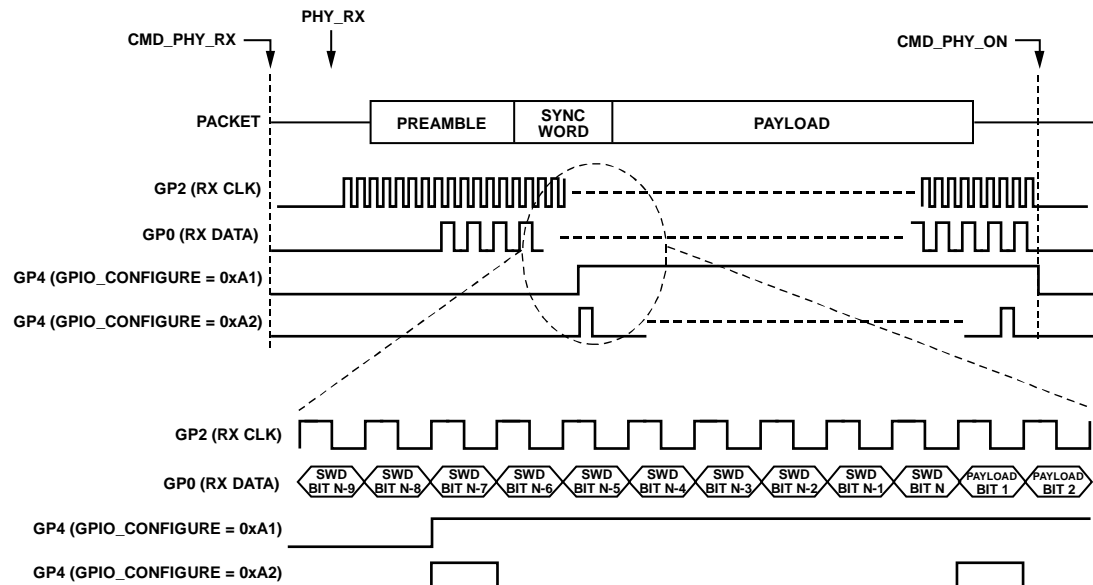 PHY_RX
CMD_PHY_RX
CMD_PHY_ON
PACKET
PREAMBLE
SYNC
WORD
PAYLOAD
GP2 (RX CLK)
GP0 (RX DATA)
GP4 (GPIO_CONFIGURE = 0xA1)
GP4 (GPIO_CONFIGURE = 0xA2)
GP2 (RX CLK)
GP0 (RX DATA)
SWD
BIT N-9
SWD
BIT N-8
SWD
BIT N-7
SWD
BIT N-6
SWD
BIT N-5
SWD
BIT N-4
SWD
BIT N-3
SWD
BIT N-2
SWD
BIT N-1
SWD
BIT N
PAYLOAD
BIT 1
PAYLOAD
BIT 2
GP4 (GPIO_CONFIGURE = 0xA1)
GP4 (GPIO_CONFIGURE = 0xA2)